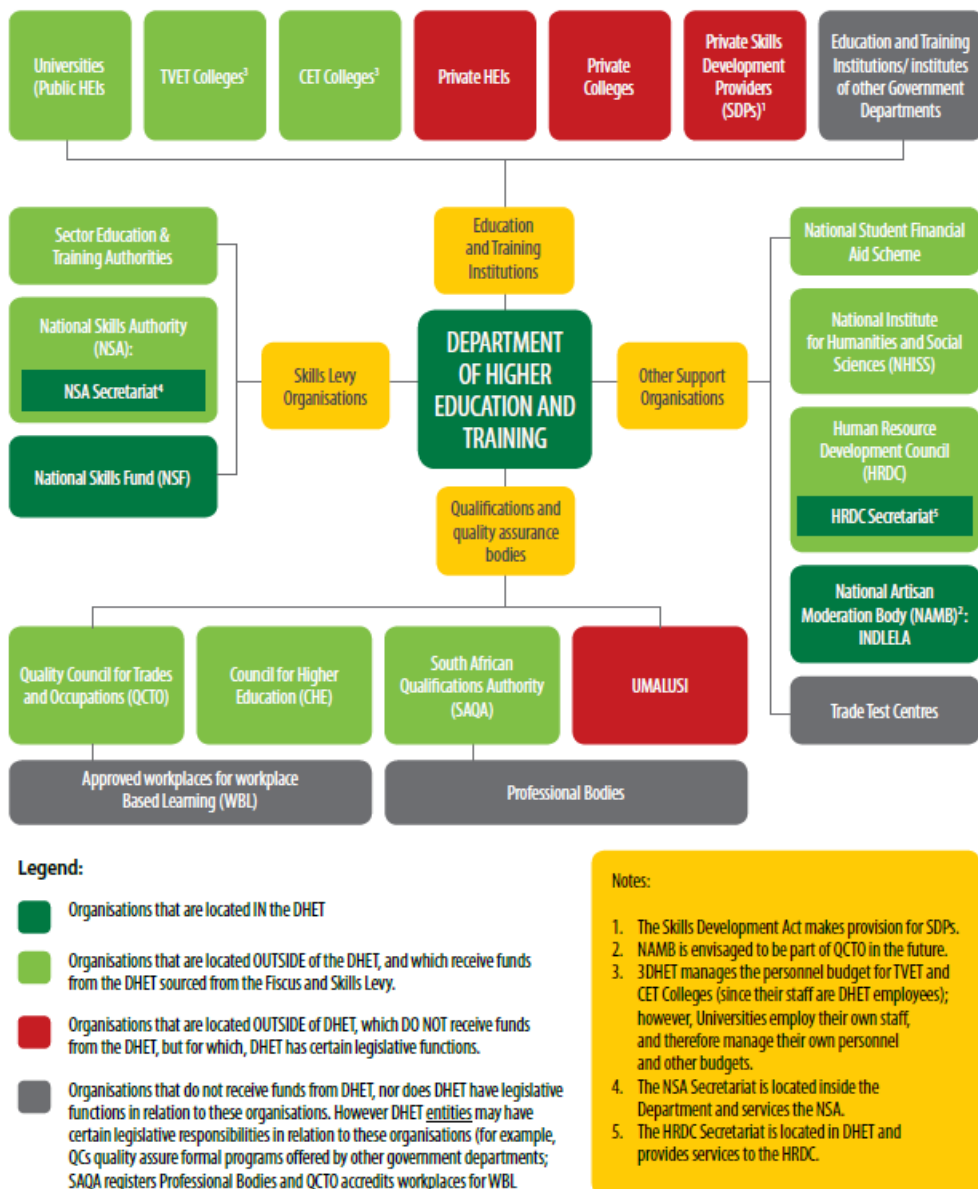 Universities
(Public HEIs
TVET Colleges³
CET Colleges³
Private HEIs
Private
Colleges
Private Skills
Development
Providers
(SDPs)¹
Education and Training
Institutions/ institutes
of other Government
Departments
Sector Education &
Training Authorities
National Skills Authority
(NSA):
NSA Secretariat⁴
National Skills Fund (NSF)
Skills Levy
Organisations
Education
and Training
Institutions
DEPARTMENT
OF HIGHER
EDUCATION AND
TRAINING
Qualifications and
quality assurance
bodies
Other Support
Organisations
National Student Financial
Aid Scheme
National Institute
for Humanities and Social
Sciences (NHISS)
Human Resource
Development Council
(HRDC)
HRDC Secretariat⁵
National Artisan
Moderation Body (NAMB)²:
INDLELA
Trade Test Centres
Quality Council for Trades
and Occupations (QCTO)
Council for Higher
Education (CHE)
South African
Qualifications Authority
(SAQA)
UMALUSI
Approved workplaces for workplace
Based Learning (WBL)
Professional Bodies
Legend:
Organisations that are located IN the DHET
Organisations that are located OUTSIDE of the DHET, and which receive funds
from the DHET sourced from the Fiscus and Skills Levy.
Organisations that are located OUTSIDE of DHET, which DO NOT receive funds
from the DHET, but for which, DHET has certain legislative functions.
Organisations that do not receive funds from DHET, nor does DHET have legislative
functions in relation to these organisations. However DHET entities may have
certain legislative responsibilities in relation to these organisations (for example,
QCs quality assure formal programs offered by other government departments;
SAQA registers Professional Bodies and QCTO accredits workplaces for WBL
Notes:
1. The Skills Development Act makes provision for SDPs.
2. NAMB is envisaged to be part of QCTO in the future.
3. 3DHET manages the personnel budget for TVET and
CET Colleges (since their staff are DHET employees);
however, Universities employ their own staff,
and therefore manage their own personnel
and other budgets.
4. The NSA Secretariat is located inside the
Department and services the NSA.
5. The HRDC Secretariat is located in DHET and
provides services to the HRDC.